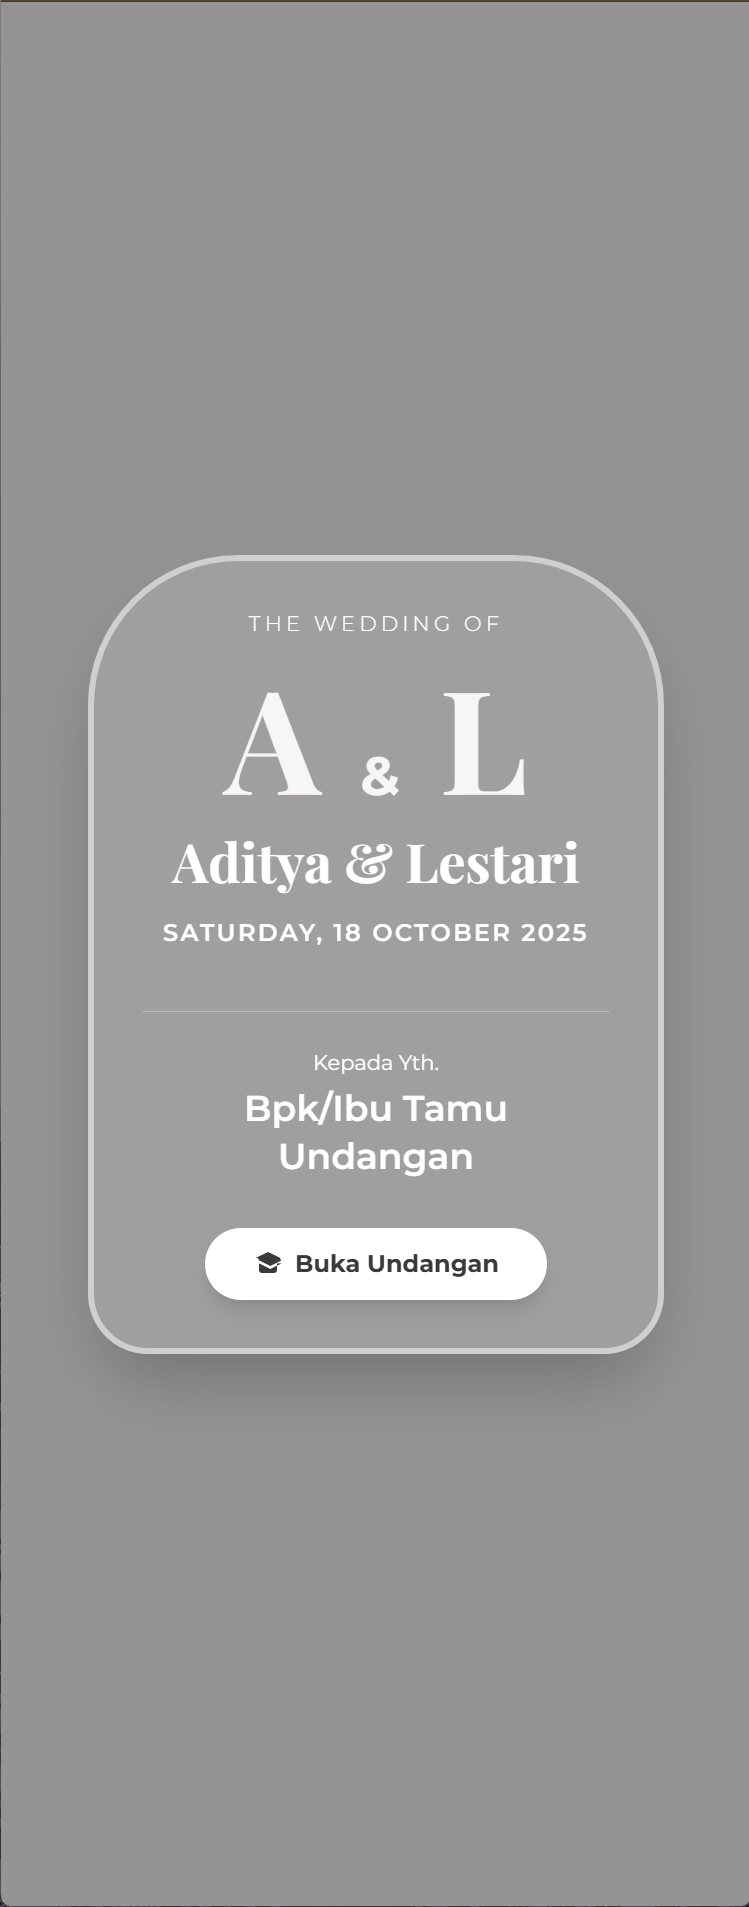 THE WEDDING OF
A & L
Aditya & Lestari
SATURDAY, 18 OCTOBER 2025
Kepada Yth.
Bpk/Ibu Tamu
Undangan
Buka Undangan